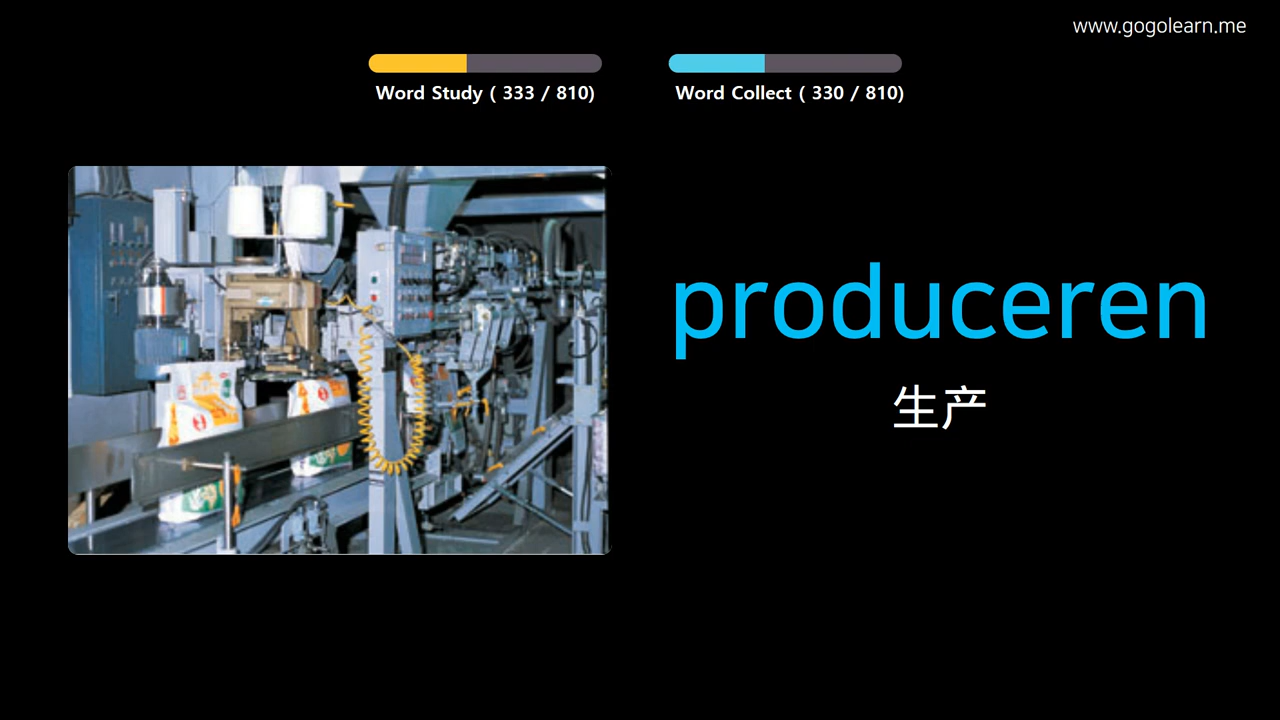 www.gogolearn.me
Word Study ( 333 / 810)
Word Collect ( 330 / 810)
produceren
生产